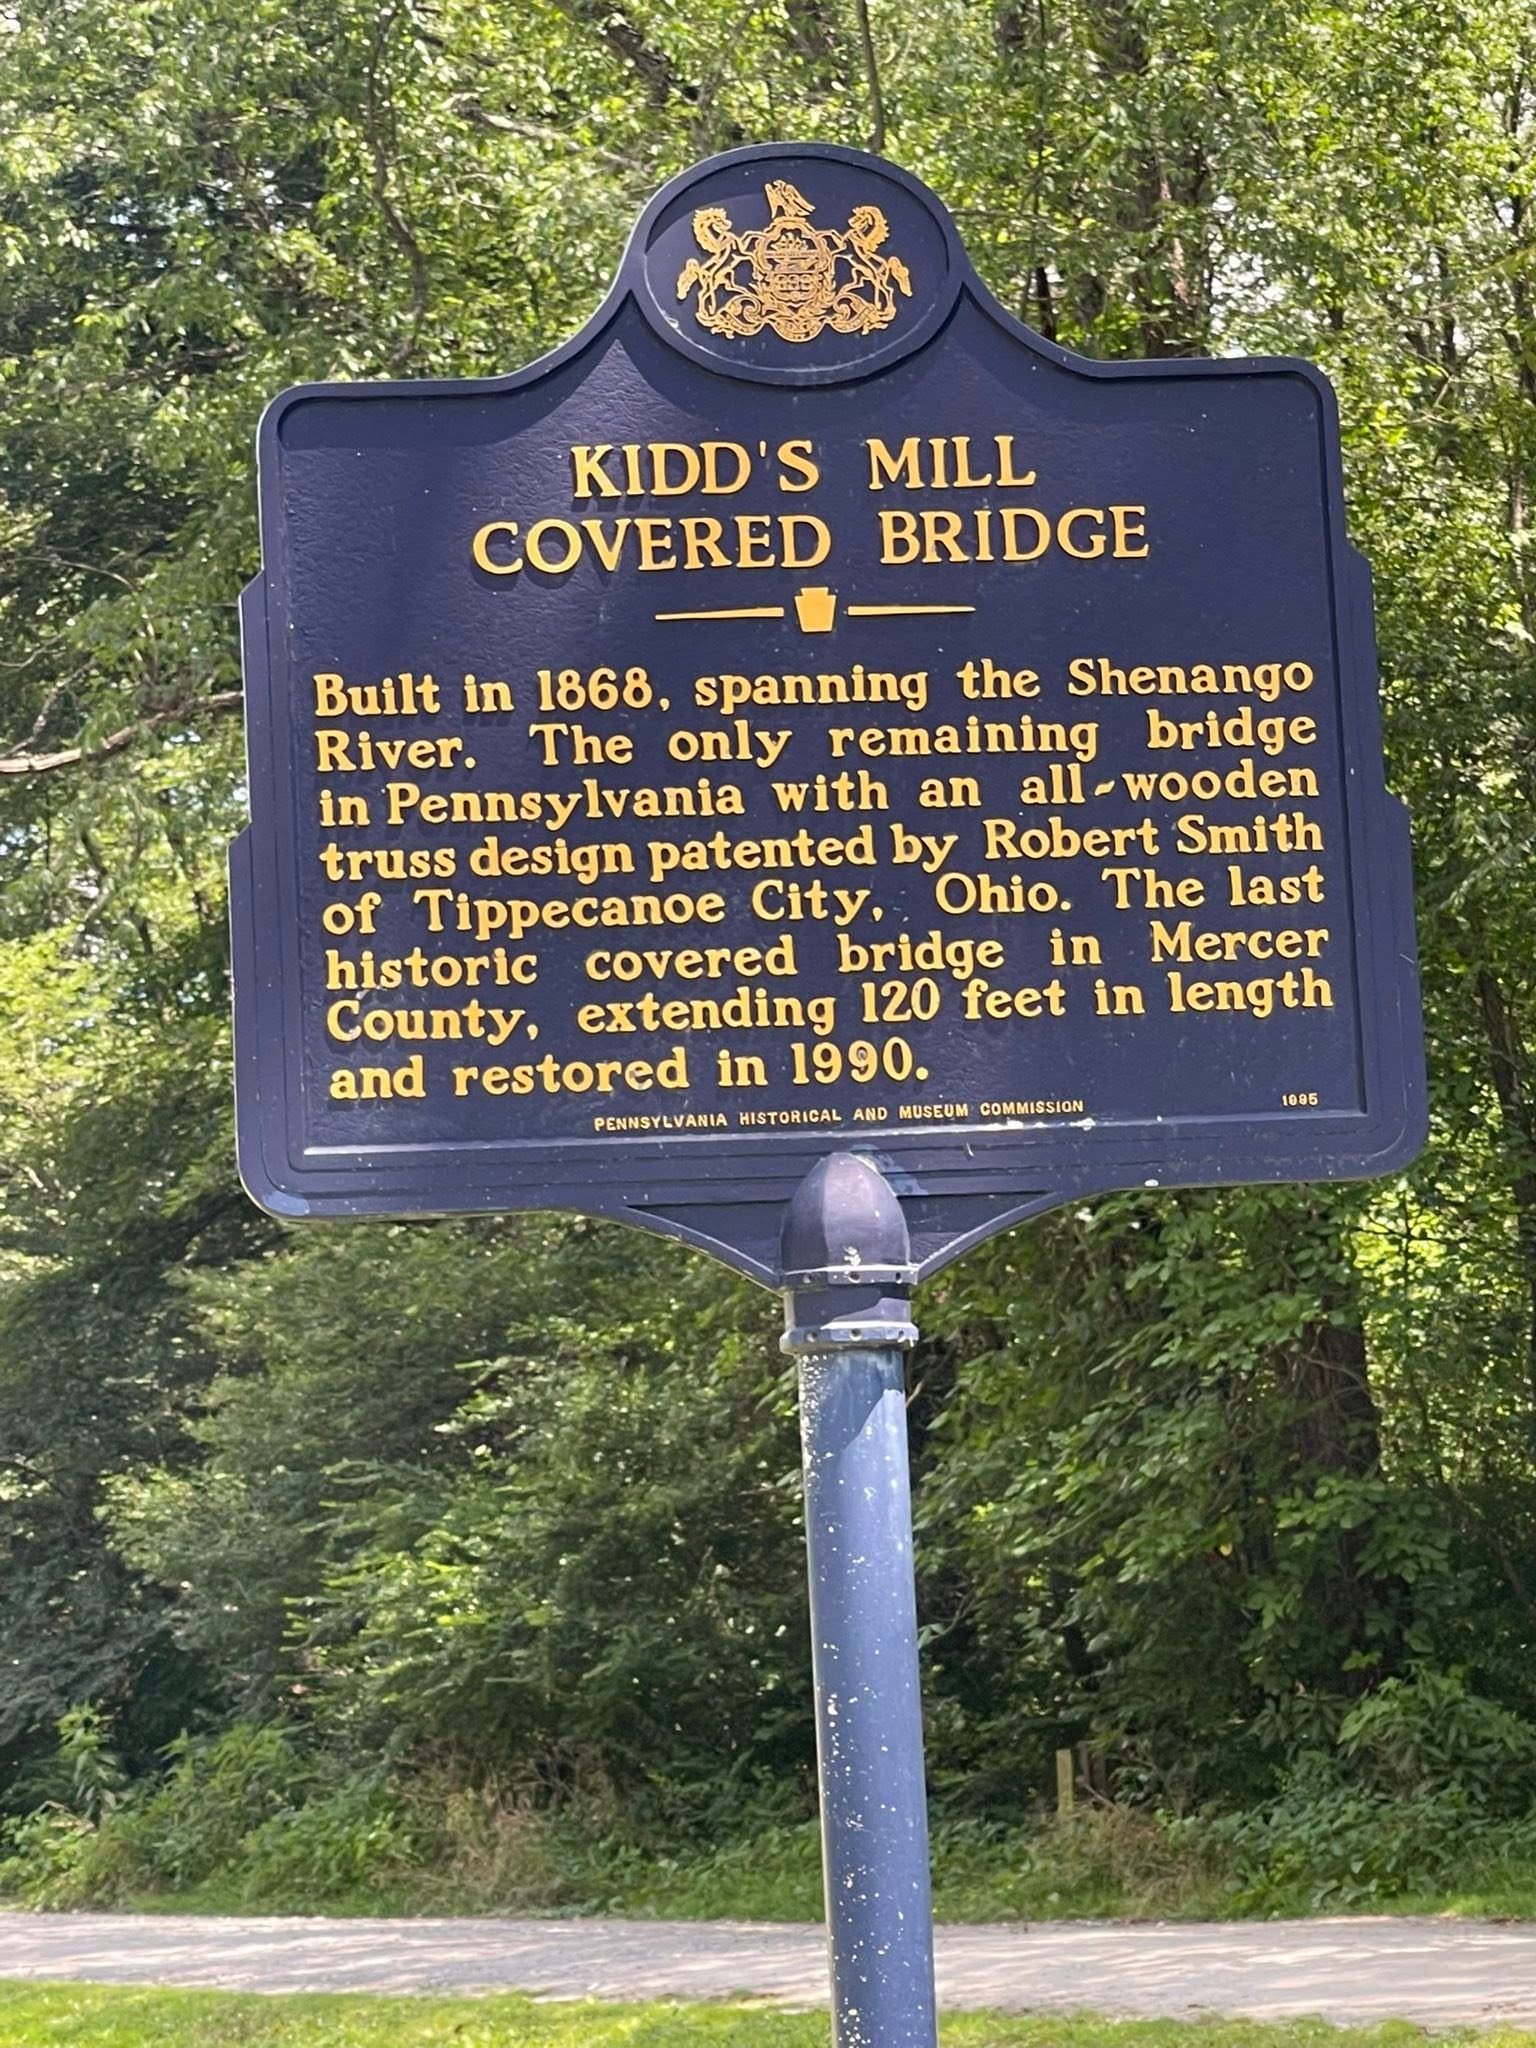 KIDD'S MILL
COVERED BRIDGE
Built in 1868, spanning the Shenango
River. The only remaining bridge
in Pennsylvania with an all-wooden
truss design patented by Robert Smith
of Tippecanoe City, Ohio. The last
historic covered bridge in Mercer
County, extending 120 feet in length
and restored in 1990.
PENNSYLVANIA HISTORICAL AND MUSEUM COMMISSION 1995